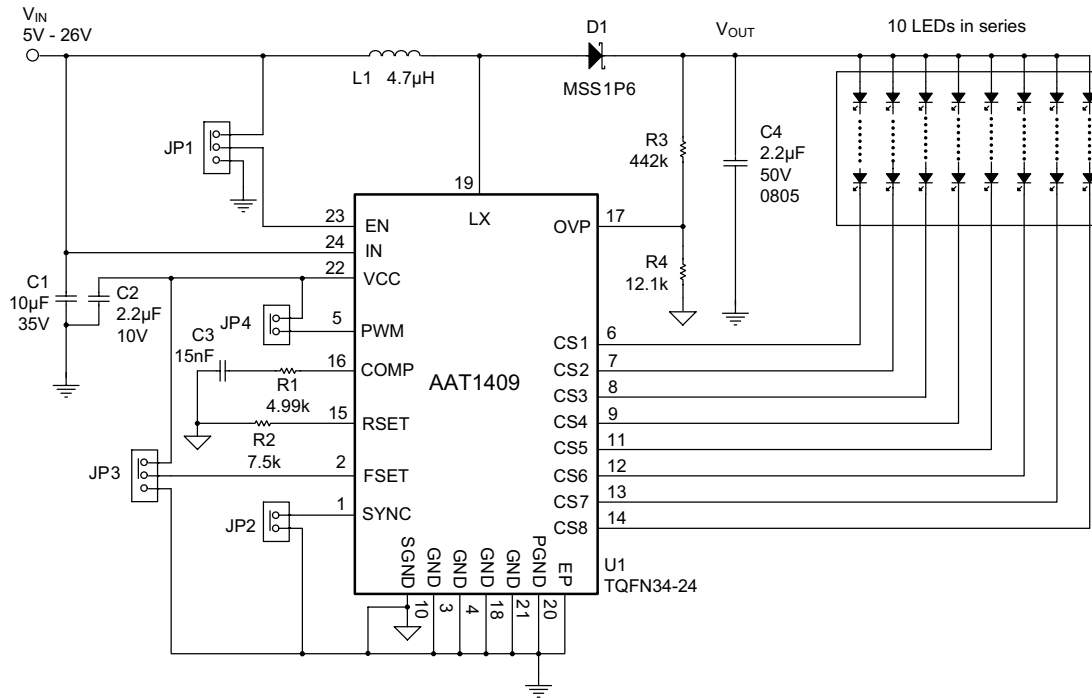 VIN
5V - 26V
L1 4.7µH
D1
MSS1P6
VOUT
10 LEDs in series
JP1
R3
442k
C4
2.2µF
50V
0805
R4
12.1k
C1
10µF
35V
C2
2.2µF
10V
JP4
C3
15nF
R1
4.99k
R2
7.5k
JP3
JP2
19
LX
23
EN
24
IN
22
VCC
5
PWM
16
COMP
15
RSET
2
FSET
1
SYNC
AAT1409
OVP
17
CS1
6
CS2
7
CS3
8
CS4
9
CS5
11
CS6
12
CS7
13
CS8
14
SGND
GND
GND
GND
GND
PGND
EP
10
3
4
18
21
20
U1
TQFN34-24